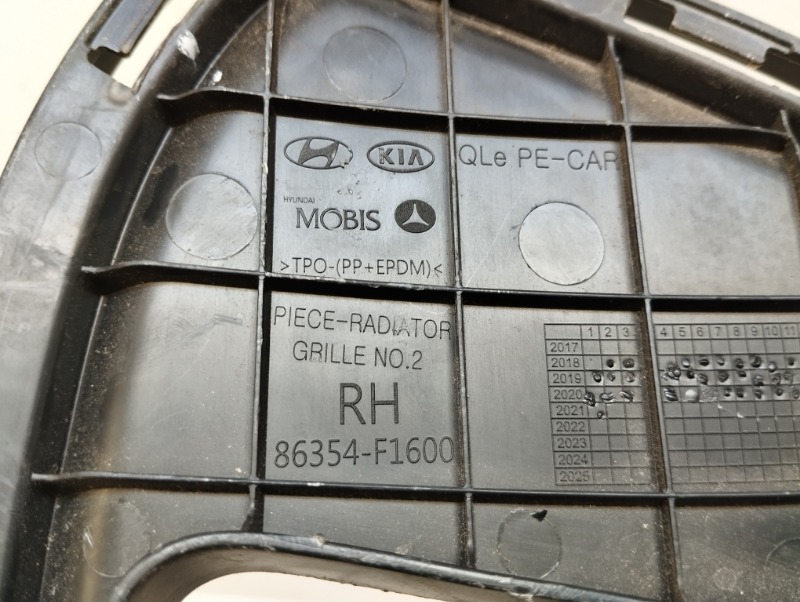 KIA
QLe PE-CAR
HYUNDAI
MOBIS
>TPO-(PP+EPDM)<
PIECE-RADIATOR
GRILLE NO.2
RH
86354-F1600
1 2 3 4 5 6 7 8 9 10 11
2017
2018
2019
2020
2021
2022
2023
2024
2025